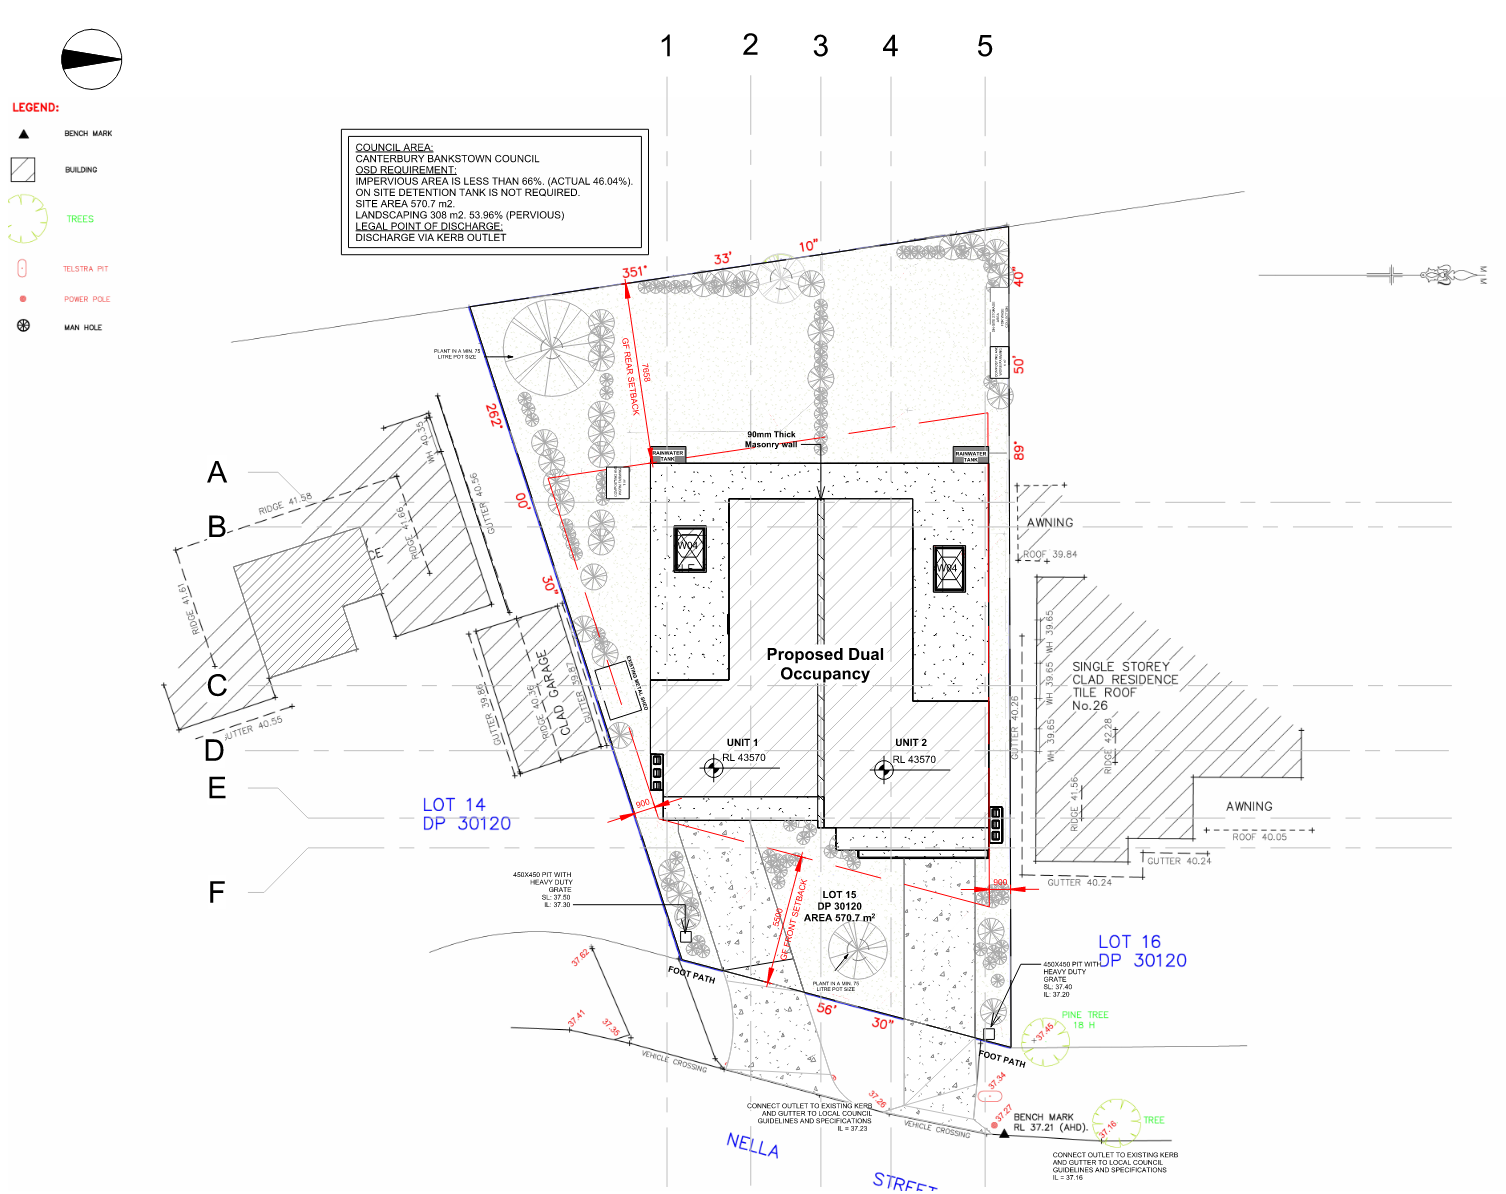 1
2
3
4
5
LEGEND:
BENCH MARK
BUILDING
TREES
TELSTRA PIT
POWER POLE
MAN HOLE
COUNCIL AREA:
CANTERBURY BANKSTOWN COUNCIL
OSD REQUIREMENT:
IMPERVIOUS AREA IS LESS THAN 66%. (ACTUAL 46.04%).
ON SITE DETENTION TANK IS NOT REQUIRED.
SITE AREA 570.7 m2.
LANDSCAPING 308 m2. 53.96% (PERVIOUS)
LEGAL POINT OF DISCHARGE:
DISCHARGE VIA KERB OUTLET
351°
33'
10"
40"
50'
89°
PLANT IN A MIN. 75
LITRE POT SIZE
GF REAR SETBACK
7658
262°
00'
30"
90mm Thick
Masonry wall
RAINWATER
TANK
RAINWATER
TANK
A
B
C
D
E
F
RIDGE 41.58
WH 40.35
GUTTER 40.56
RIDGE 41.66
RIDGE 41.61
GUTTER 40.55
GUTTER 39.86
RIDGE 40.36
CLAD GARAGE
GUTTER 39.87
EXISTING METAL SHED
W04
W04
AWNING
ROOF 39.84
Proposed Dual
Occupancy
UNIT 1
RL 43570
UNIT 2
RL 43570
WH 39.65
WH 39.65
WH 39.65
GUTTER 40.26
SINGLE STOREY
CLAD RESIDENCE
TILE ROOF
No.26
RIDGE 42.28
RIDGE 41.56
AWNING
ROOF 40.05
GUTTER 40.24
GUTTER 40.24
LOT 14
DP 30120
900
900
450X450 PIT WITH
HEAVY DUTY
GRATE
SL: 37.50
IL: 37.30
5500
GF FRONT SETBACK
LOT 15
DP 30120
AREA 570.7 m2
PLANT IN A MIN. 75
LITRE POT SIZE
LOT 16
DP 30120
450X450 PIT WITH
HEAVY DUTY
GRATE
SL: 37.40
IL: 37.20
FOOT PATH
56'
30"
FOOT PATH
37.62
37.41
37.35
VEHICLE CROSSING
PINE TREE
18 H
37.45
37.34
37.26
37.27
CONNECT OUTLET TO EXISTING KERB
AND GUTTER TO LOCAL COUNCIL
GUIDELINES AND SPECIFICATIONS
IL = 37.23
VEHICLE CROSSING
BENCH MARK
RL 37.21 (AHD).
TREE
37.16
CONNECT OUTLET TO EXISTING KERB
AND GUTTER TO LOCAL COUNCIL
GUIDELINES AND SPECIFICATIONS
IL = 37.16
NELLA
STREET